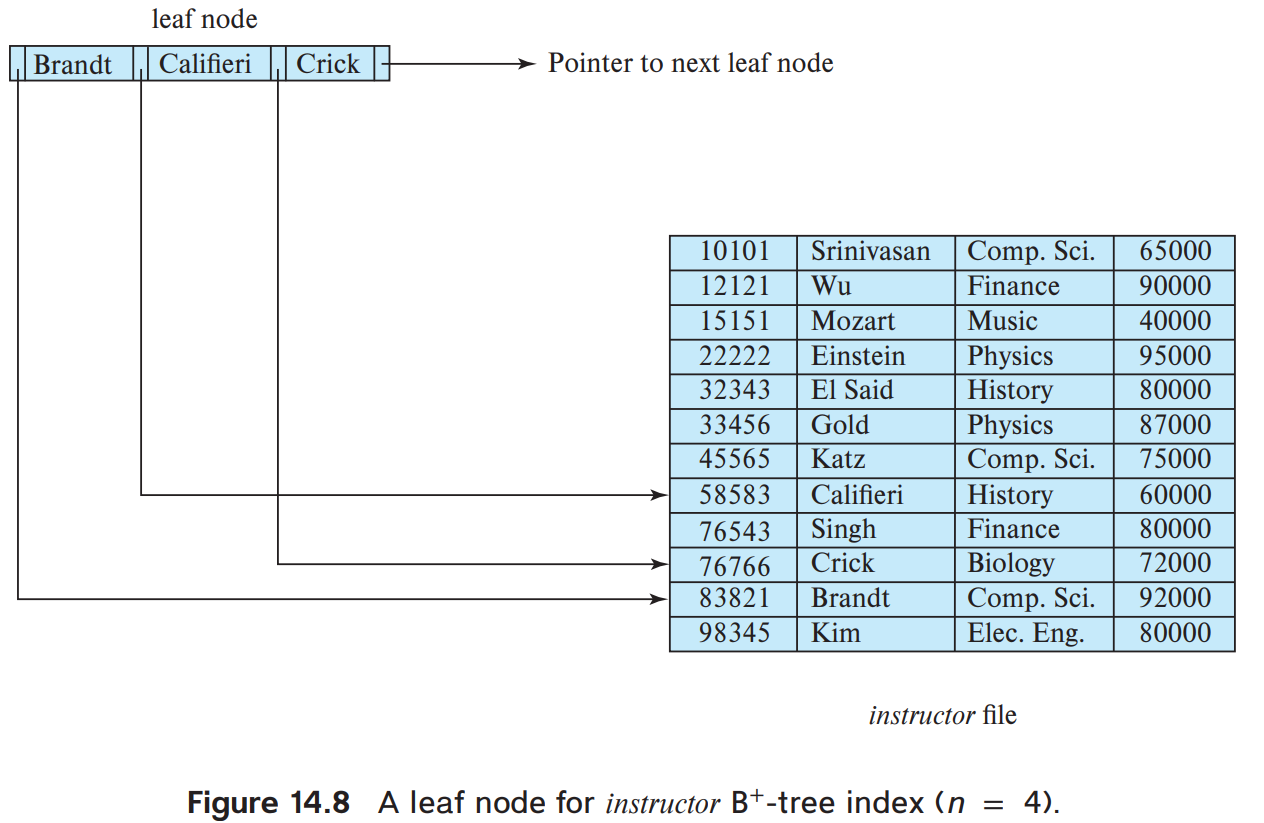 leaf node
Brandt Califieri Crick Pointer to next leaf node
10101 Srinivasan Comp. Sci. 65000
12121 Wu Finance 90000
15151 Mozart Music 40000
22222 Einstein Physics 95000
32343 El Said History 80000
33456 Gold Physics 87000
45565 Katz Comp. Sci. 75000
58583 Califieri History 60000
76543 Singh Finance 80000
76766 Crick Biology 72000
83821 Brandt Comp. Sci. 92000
98345 Kim Elec. Eng. 80000
instructor file
Figure 14.8 A leaf node for instructor B⁺-tree index (n = 4).